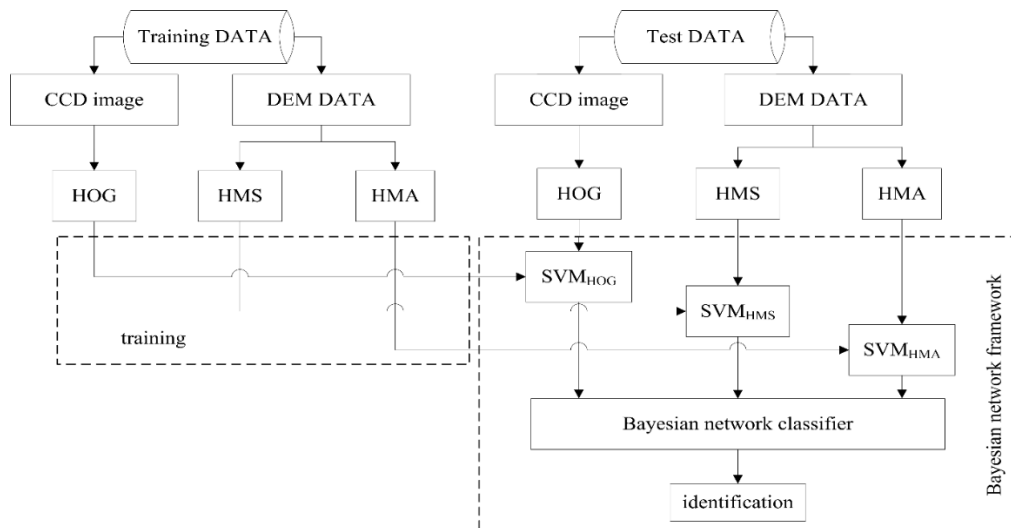 Training DATA
Test DATA
CCD image
DEM DATA
CCD image
DEM DATA
HOG
HMS
HMA
HOG
HMS
HMA
SVMHOG
SVMHMS
SVMHMA
training
Bayesian network classifier
identification
Bayesian network framework